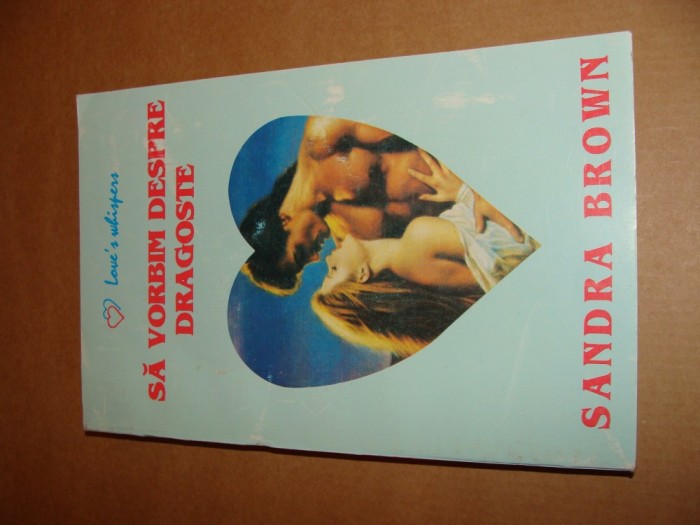 Love's whispers
SĂ VORBIM DESPRE
DRAGOSTE
SANDRA BROWN